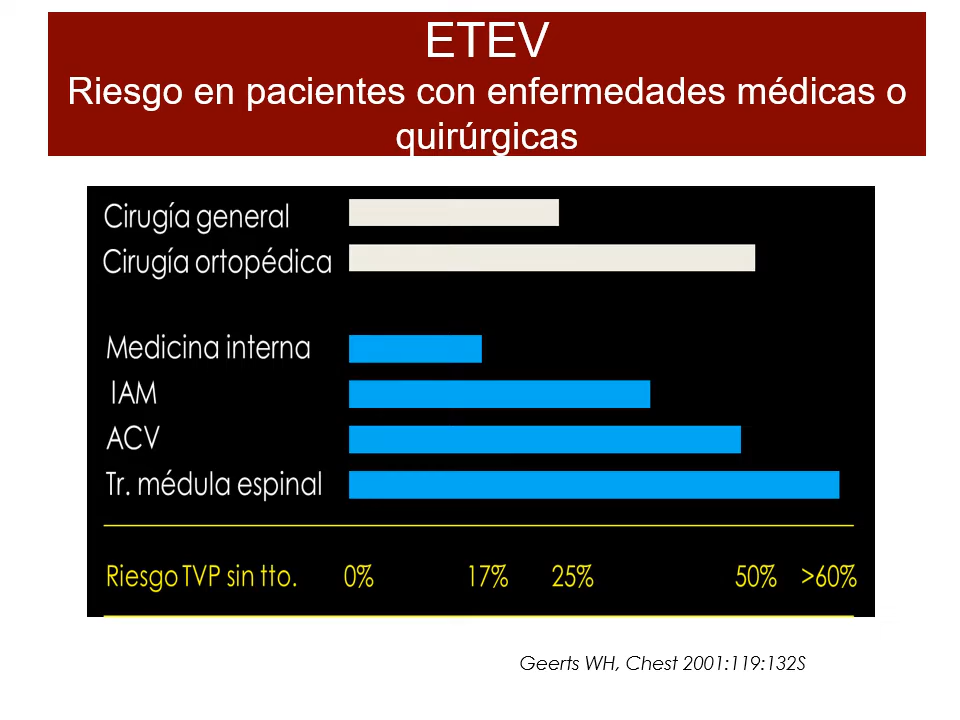 ETEV
Riesgo en pacientes con enfermedades médicas o
quirúrgicas
Cirugía general
Cirugía ortopédica
Medicina interna
IAM
ACV
Tr. médula espinal
Riesgo TVP sin tto. 0% 17% 25% 50% >60%
Geerts WH, Chest 2001:119:132S